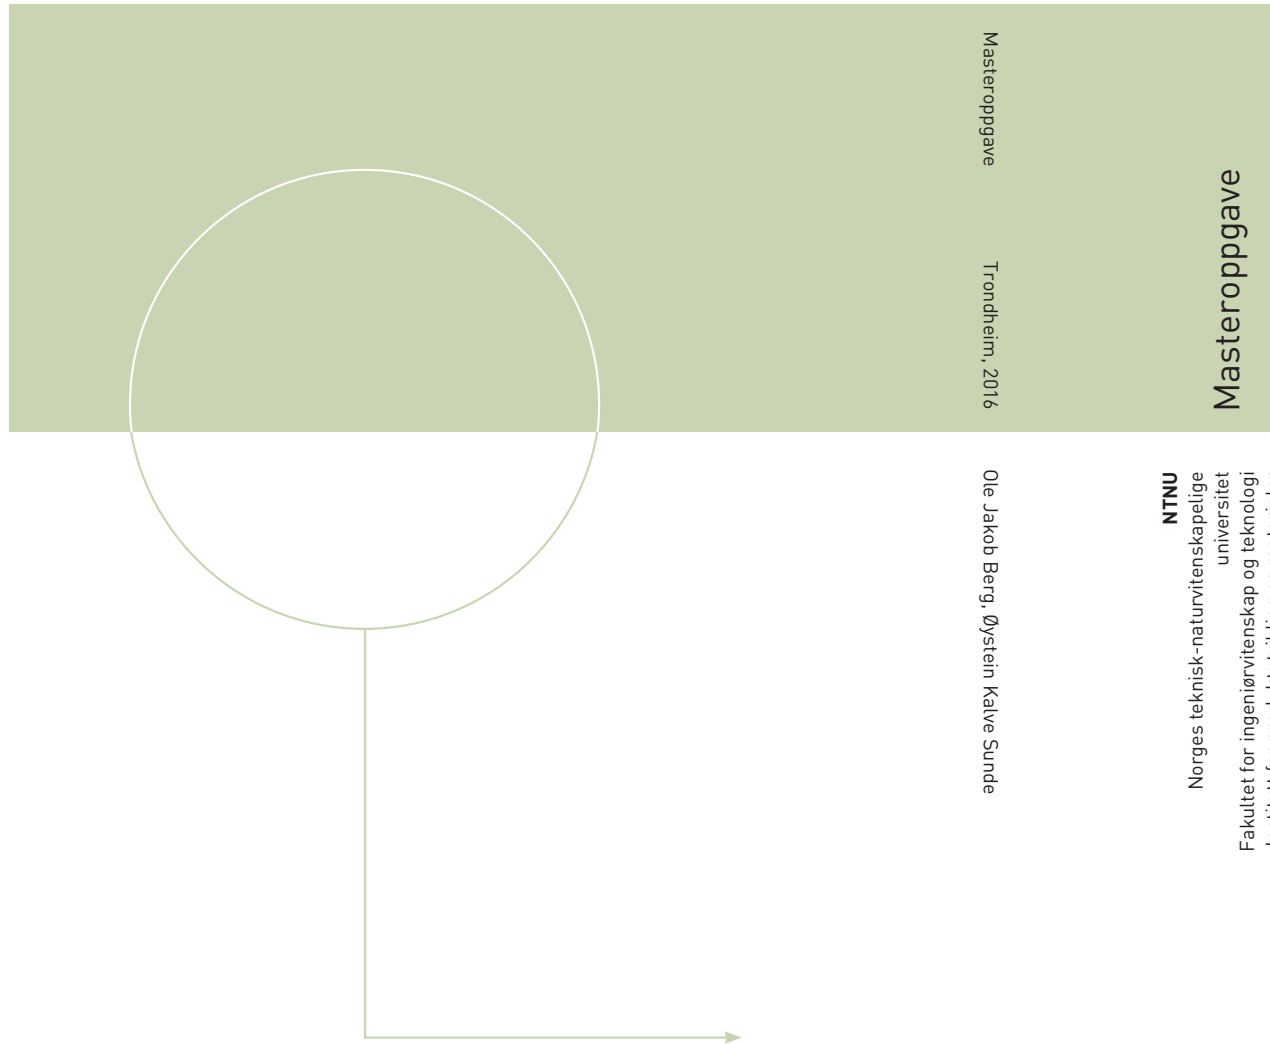 Masteroppgave
Trondheim, 2016
Ole Jakob Berg, Øystein Kalve Sunde
Masteroppgave
NTNU
Norges teknisk-naturvitenskapelige
universitet
Fakultet for ingeniørvitenskap og teknologi